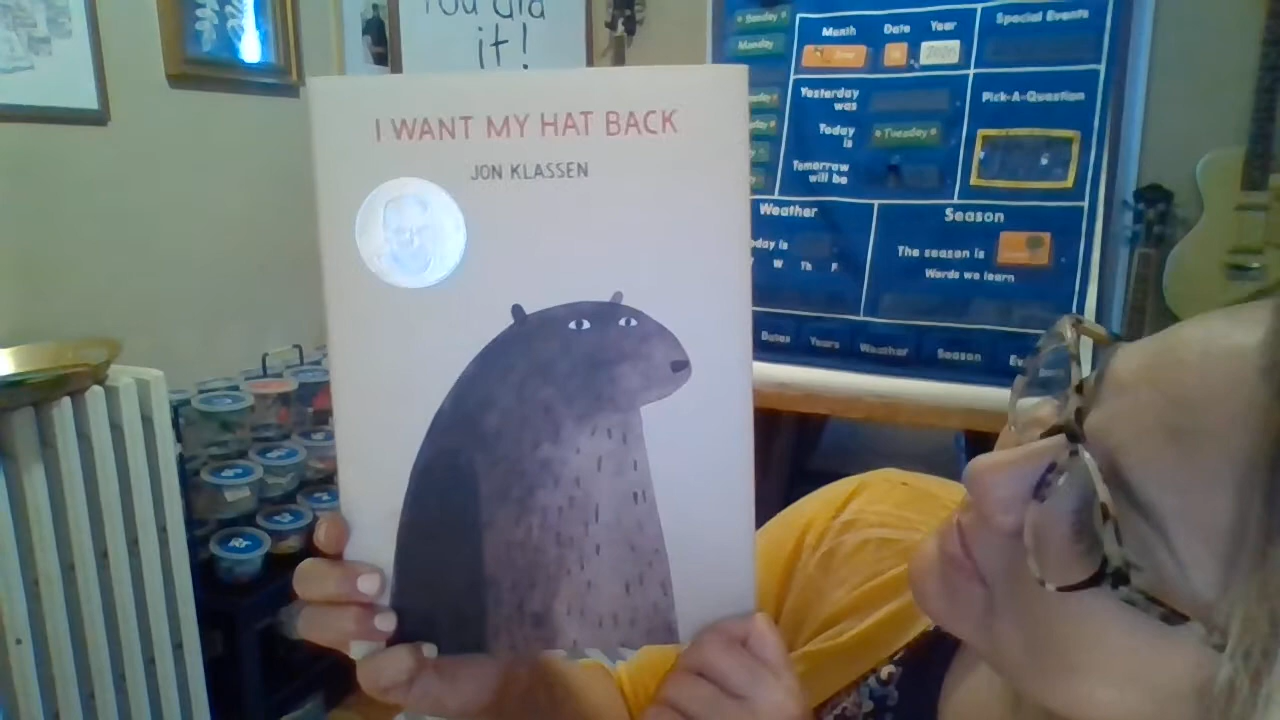 You did
it!
I WANT MY HAT BACK
JON KLASSEN
Sunday
Monday
Month
Date
Year
Special Events
Yesterday
was
Today
is
Tuesday
Tomorrow
will be
Pick-A-Question
Weather
W Th F
Season
The season is
Words we learn
Dates
Years
Weather
Season